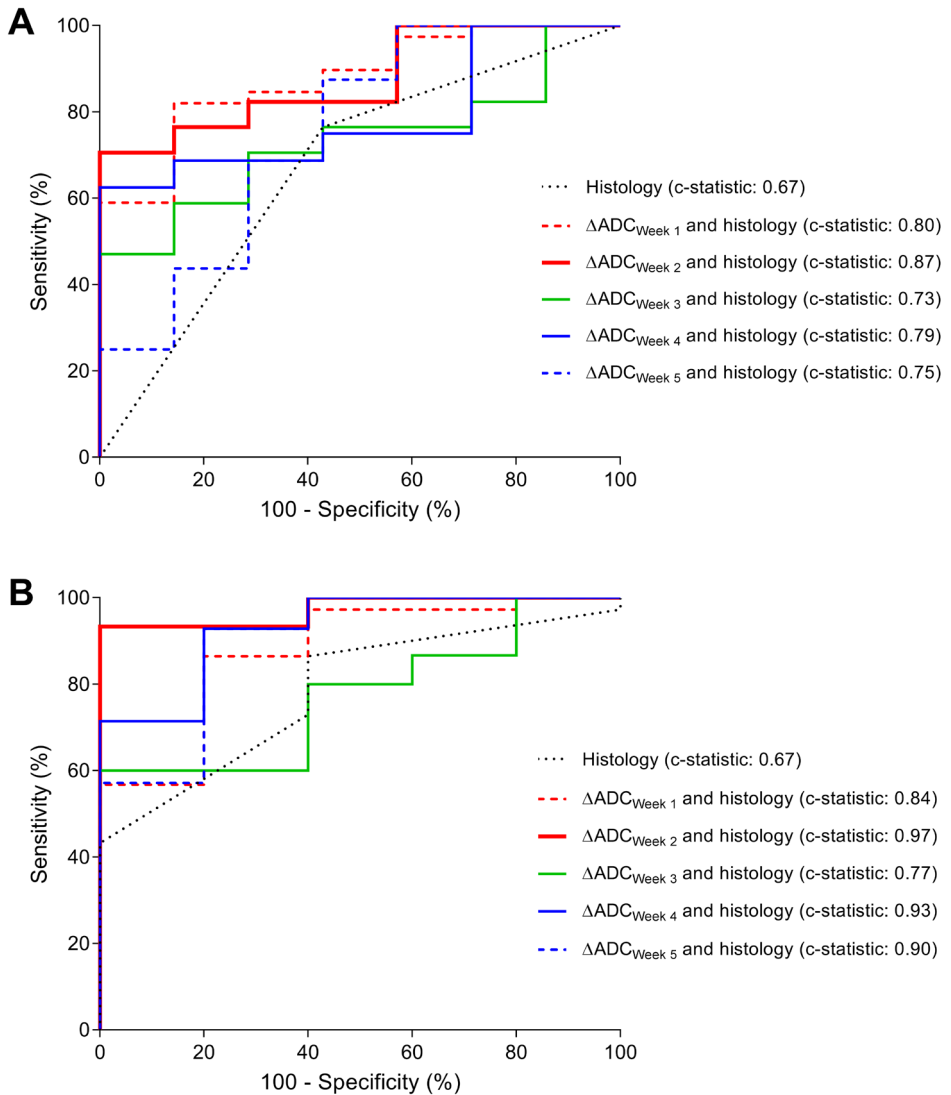 A
100
80
60
40
20
0
Sensitivity (%)
0 20 40 60 80 100
100 - Specificity (%)
Histology (c-statistic: 0.67)
ΔADCWeek 1 and histology (c-statistic: 0.80)
ΔADCWeek 2 and histology (c-statistic: 0.87)
ΔADCWeek 3 and histology (c-statistic: 0.73)
ΔADCWeek 4 and histology (c-statistic: 0.79)
ΔADCWeek 5 and histology (c-statistic: 0.75)
B
100
80
60
40
20
0
Sensitivity (%)
0 20 40 60 80 100
100 - Specificity (%)
Histology (c-statistic: 0.67)
ΔADCWeek 1 and histology (c-statistic: 0.84)
ΔADCWeek 2 and histology (c-statistic: 0.97)
ΔADCWeek 3 and histology (c-statistic: 0.77)
ΔADCWeek 4 and histology (c-statistic: 0.93)
ΔADCWeek 5 and histology (c-statistic: 0.90)